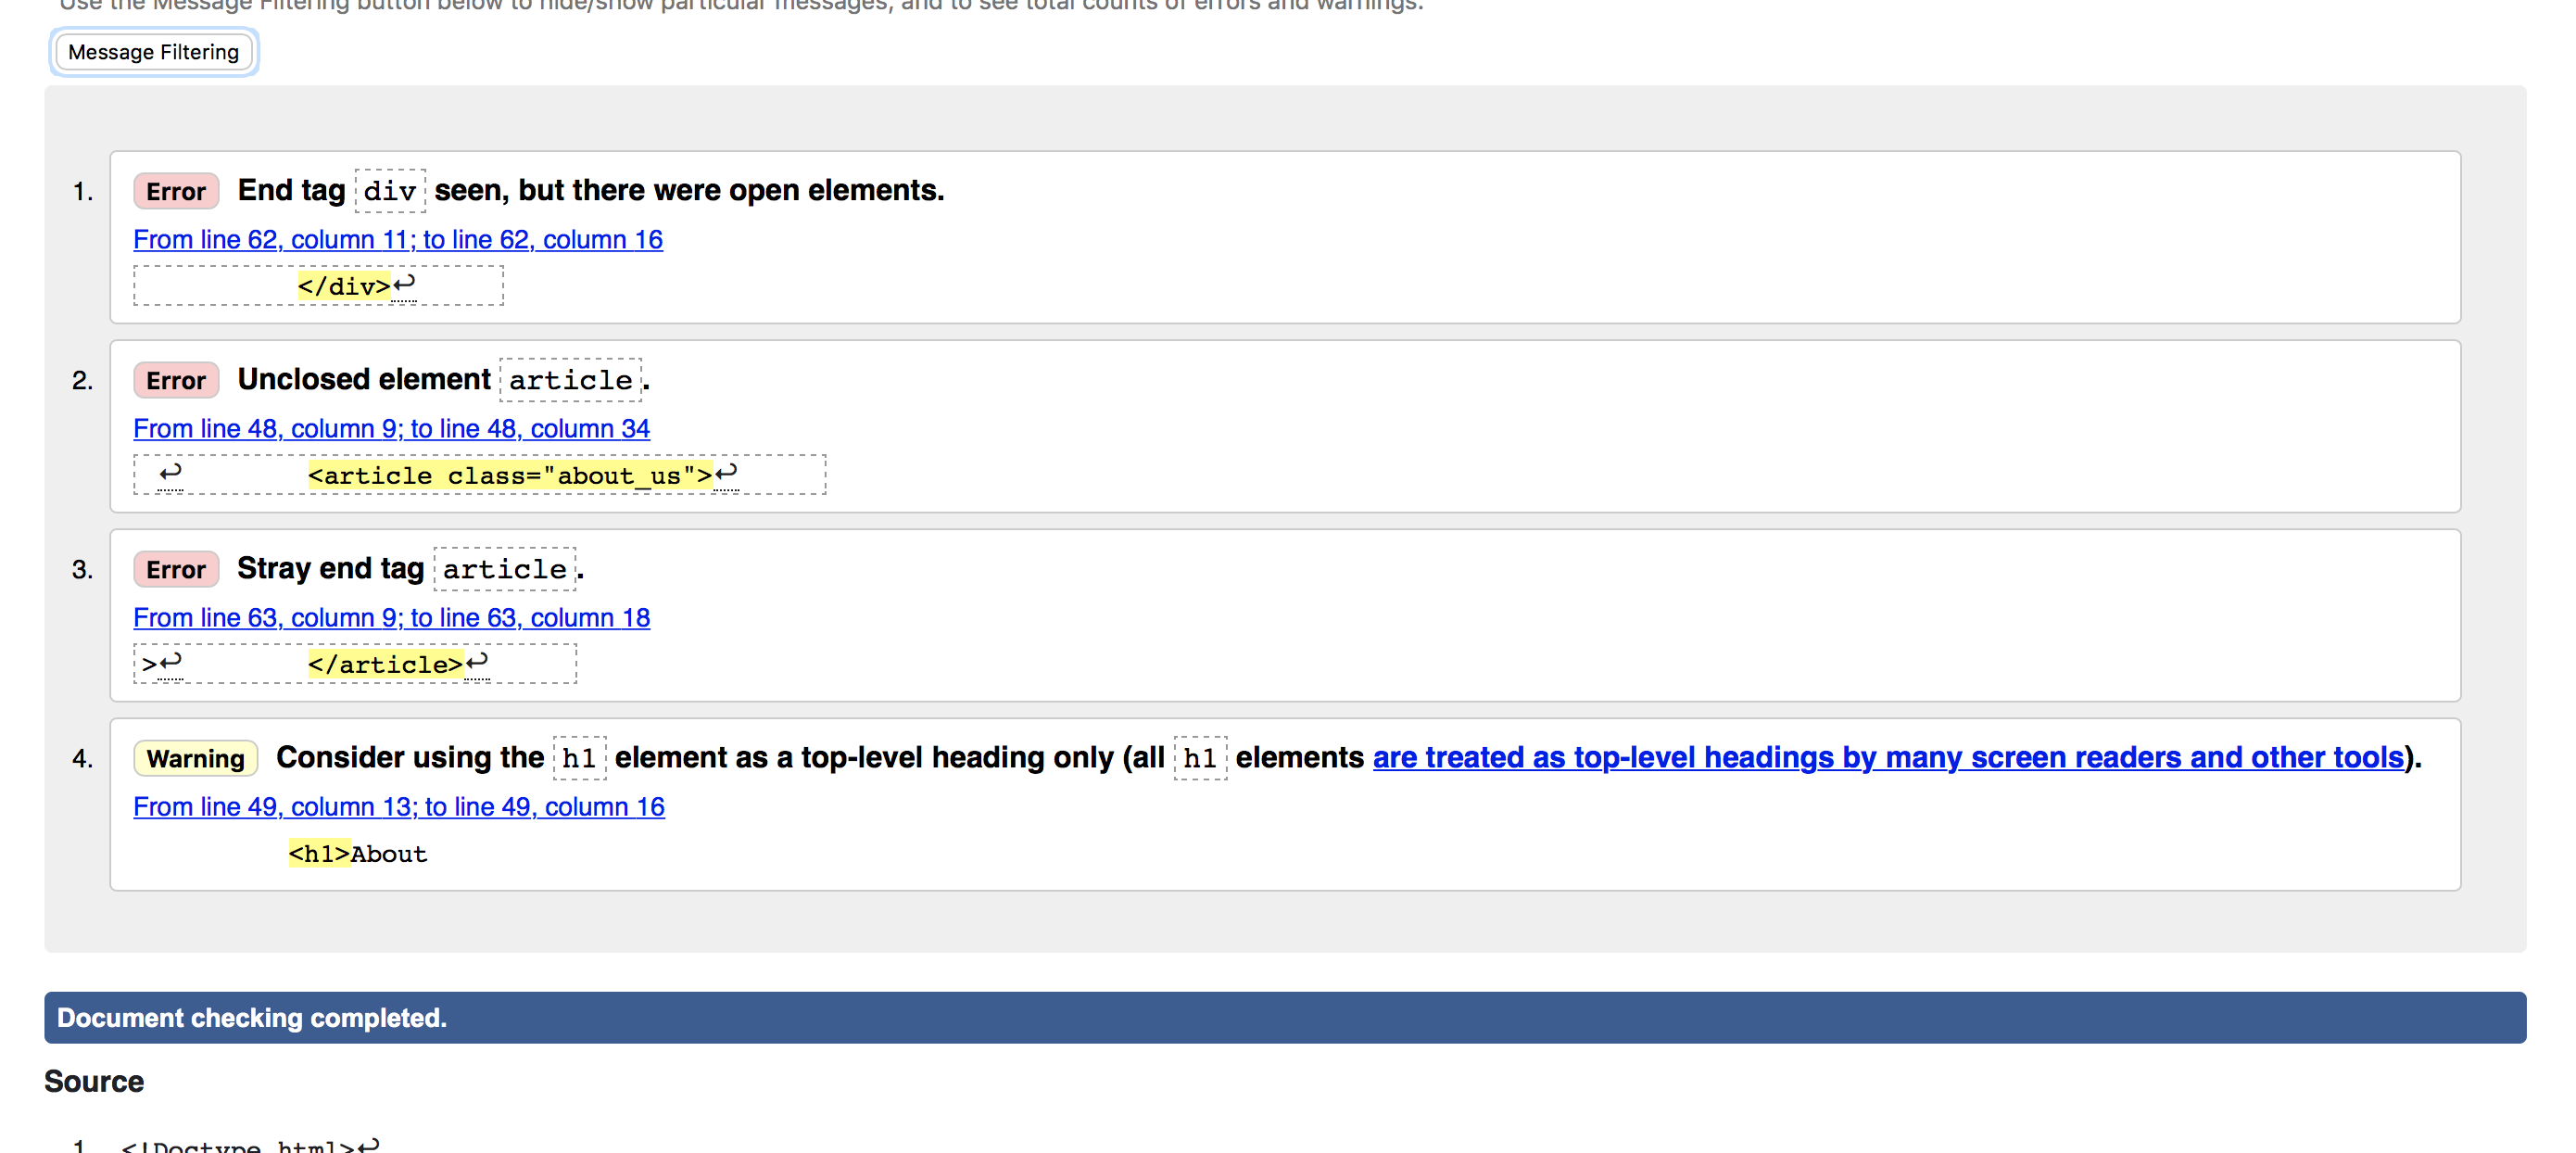 Use the Message Filtering button below to hide/show particular messages, and to see total counts of errors and warnings.
Message Filtering
1. Error End tag div seen, but there were open elements.
From line 62, column 11; to line 62, column 16
</div>↩
2. Error Unclosed element article.
From line 48, column 9; to line 48, column 34
↩ <article class="about_us">↩
3. Error Stray end tag article.
From line 63, column 9; to line 63, column 18
>↩ </article>↩
4. Warning Consider using the h1 element as a top-level heading only (all h1 elements are treated as top-level headings by many screen readers and other tools).
From line 49, column 13; to line 49, column 16
<h1>About
Document checking completed.
Source
1. <!Doctype html>↩